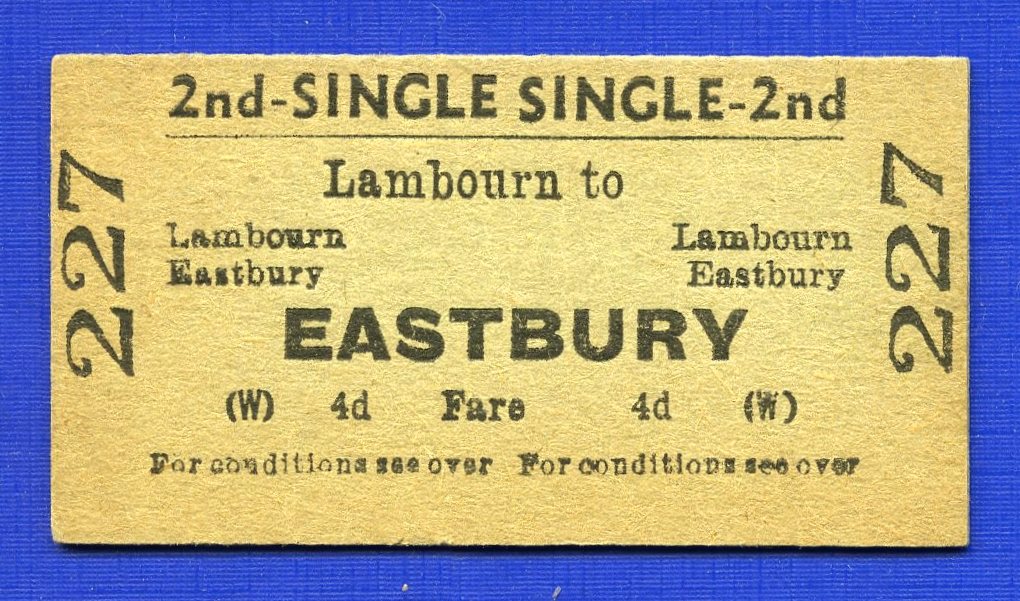 2nd-SINGLE SINGLE-2nd
Lambourn to
Lambourn Lambourn
Eastbury Eastbury
EASTBURY
(W) 4d Fare 4d (W)
For conditions see over For conditions see over
227
227